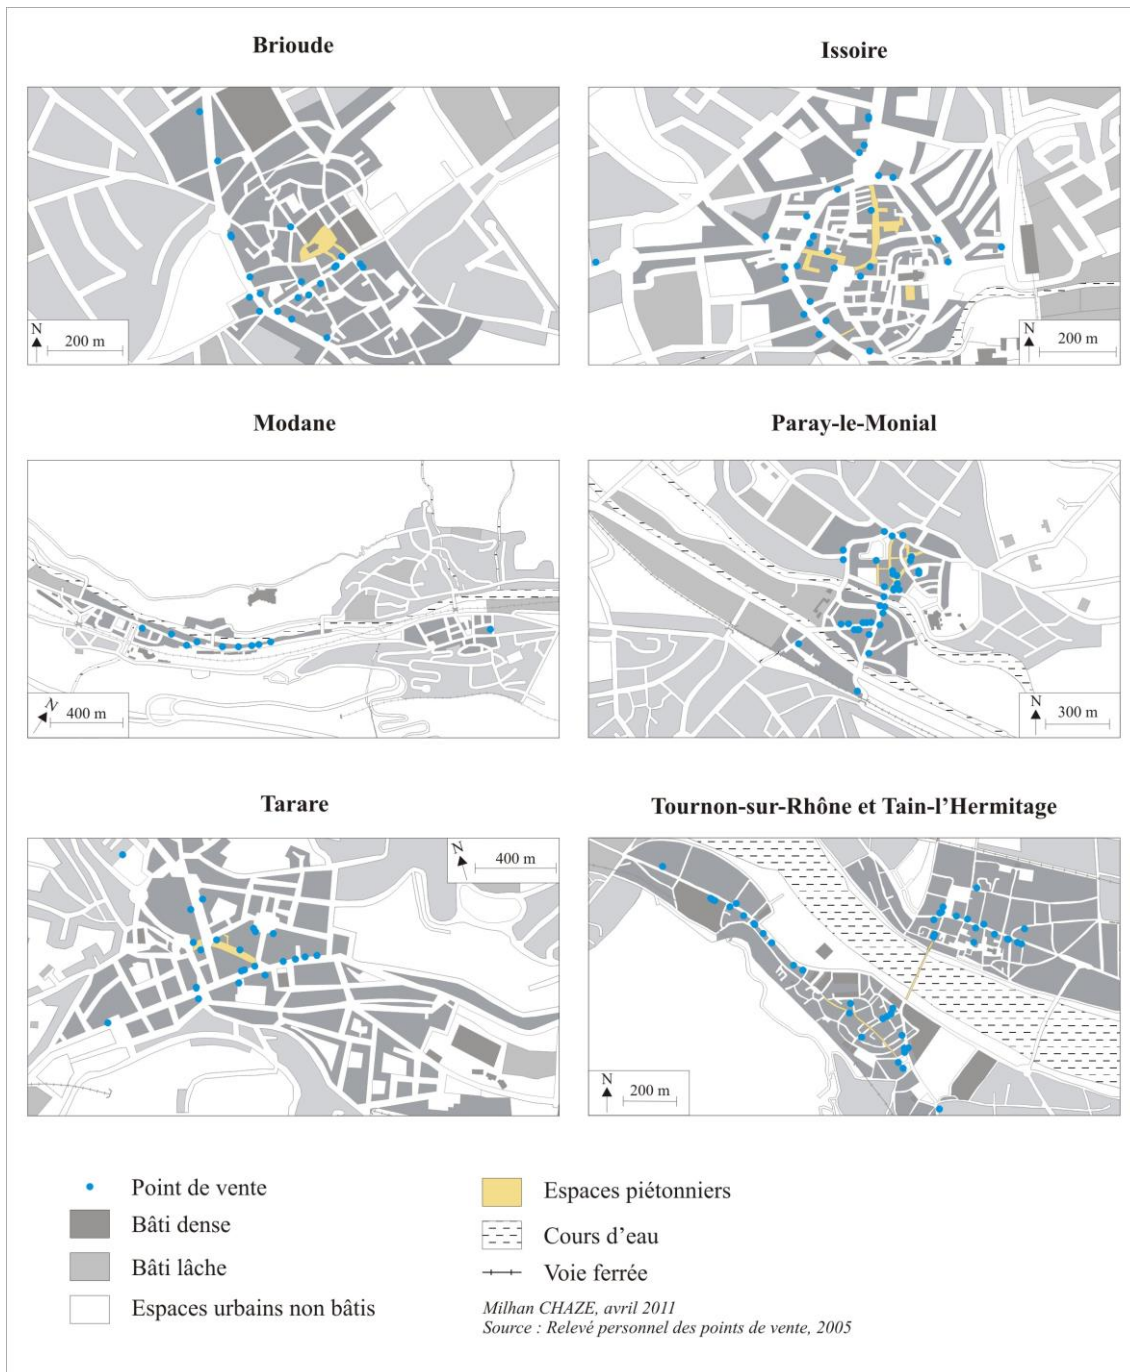 Brioude
Issoire
N
200 m
N
200 m
Modane
Paray-le-Monial
N
400 m
N
300 m
Tarare
Tournon-sur-Rhône et Tain-l’Hermitage
N
400 m
N
200 m
Point de vente
Bâti dense
Bâti lâche
Espaces urbains non bâtis
Espaces piétonniers
Cours d’eau
Voie ferrée
Milhan CHAZE, avril 2011
Source : Relevé personnel des points de vente, 2005